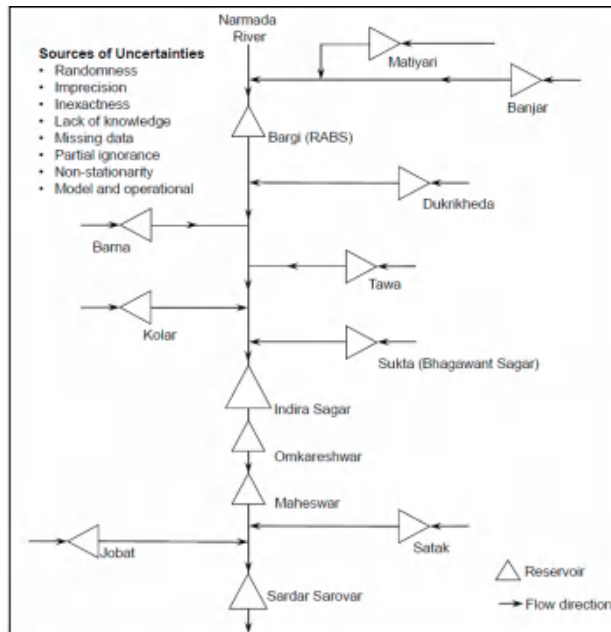 Narmada
River
Sources of Uncertainties
• Randomness
• Imprecision
• Inexactness
• Lack of knowledge
• Missing data
• Partial ignorance
• Non-stationarity
• Model and operational
Matiyari
Banjar
Bargi (RABS)
Dukrikheda
Barna
Tawa
Kolar
Sukta (Bhagawant Sagar)
Indira Sagar
Omkareshwar
Maheswar
Jobat
Satak
Reservoir
Sardar Sarovar
Flow direction